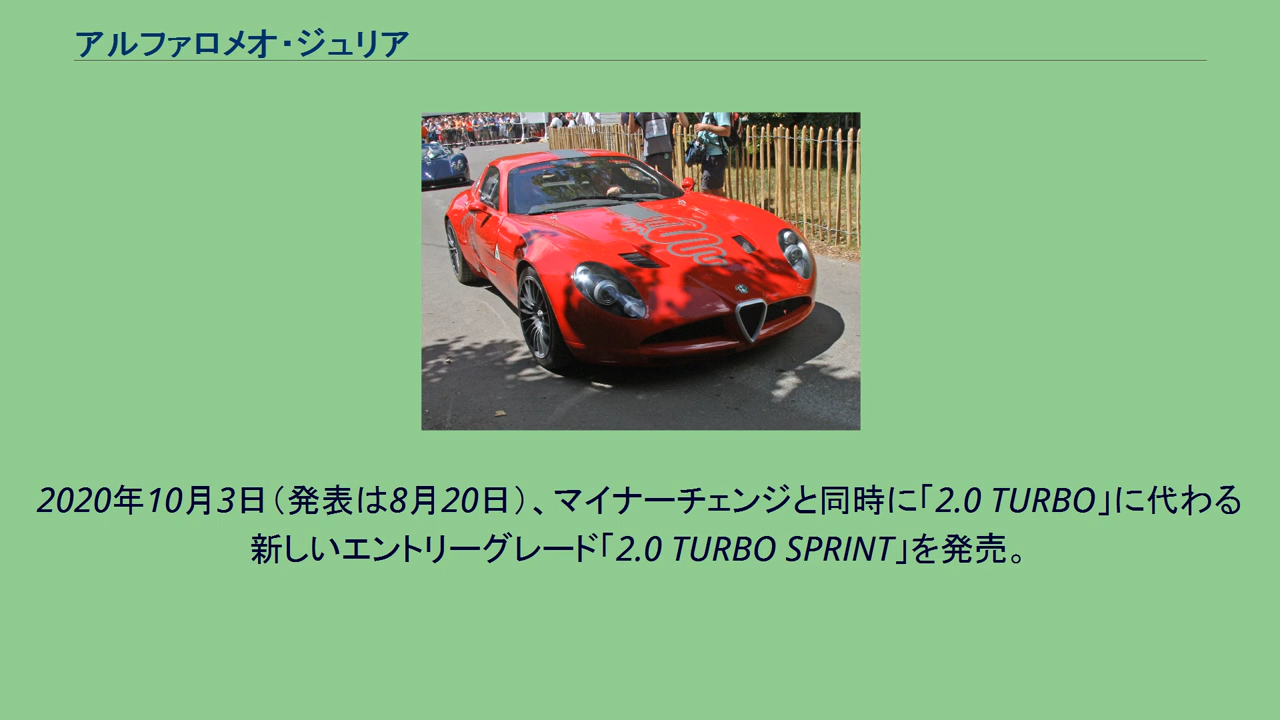 アルファロメオ・ジュリア
2020年10月3日（発表は8月20日）、マイナーチェンジと同時に「2.0 TURBO」に代わる
新しいエントリーグレード「2.0 TURBO SPRINT」を発売。